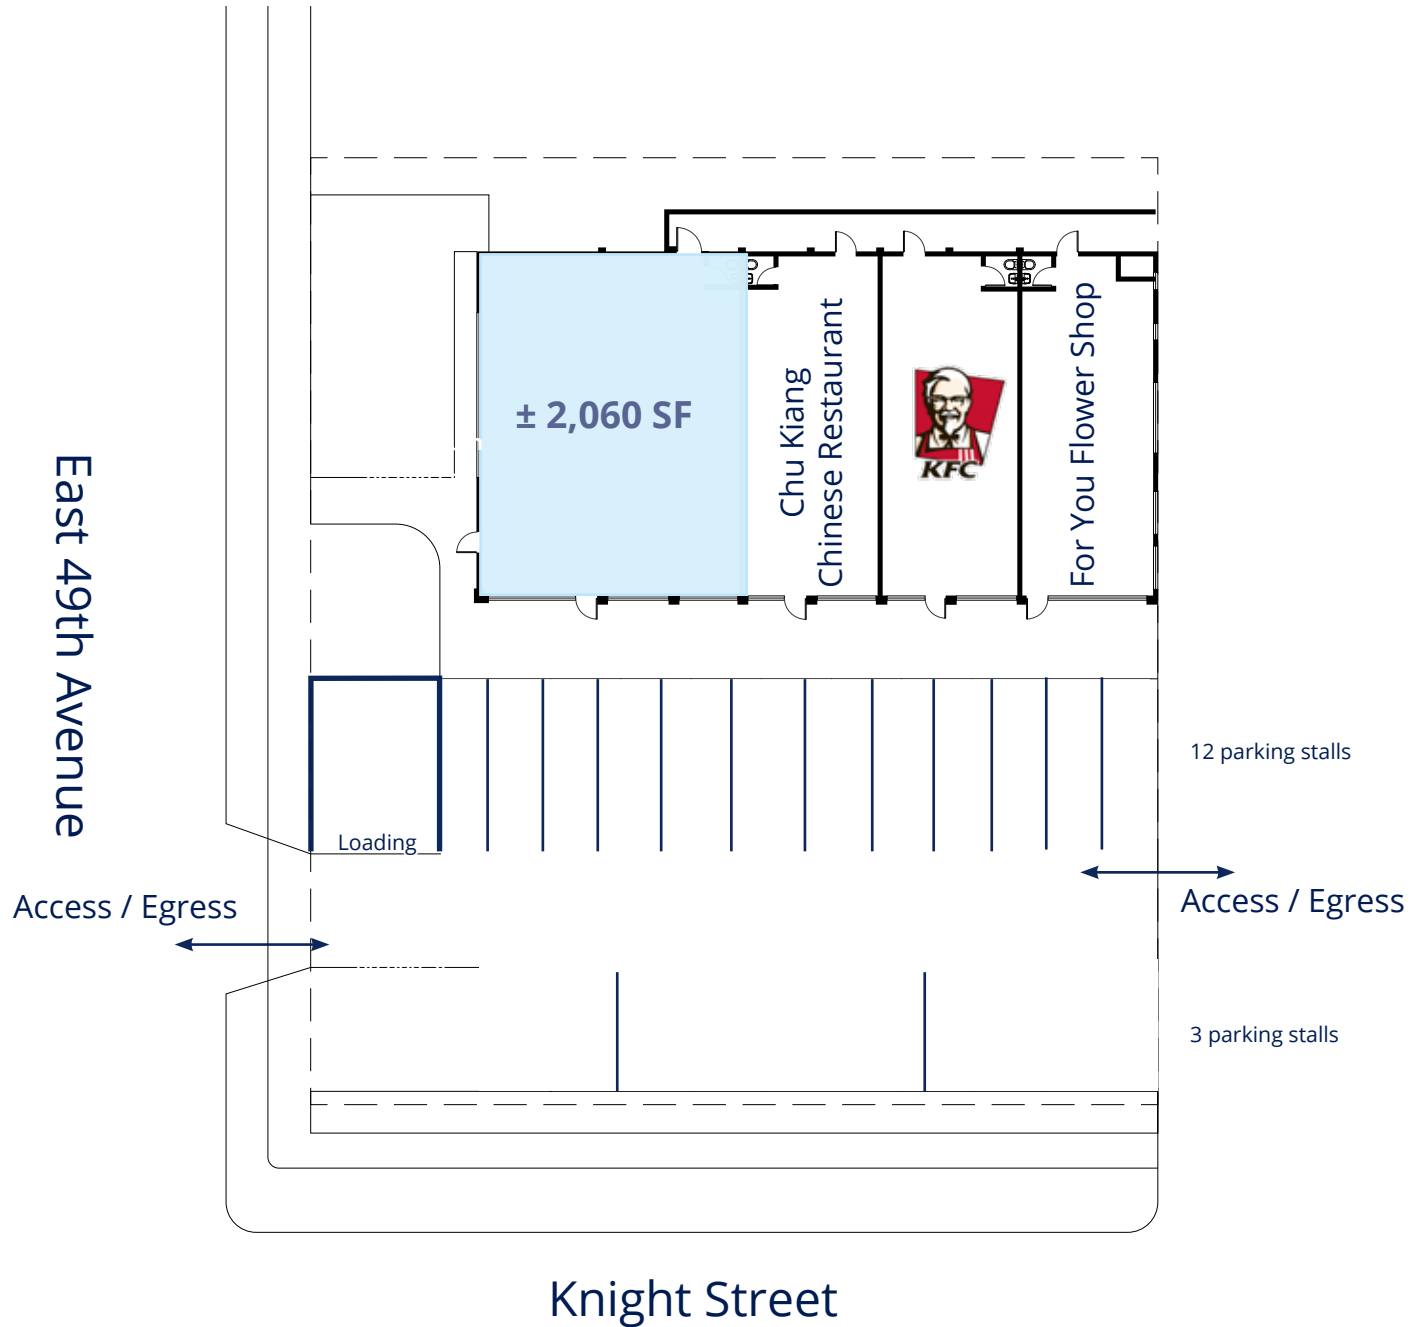 ± 2,060 SF
Chu Kiang
Chinese Restaurant
KFC
For You Flower Shop
East 49th Avenue
12 parking stalls
Loading
Access / Egress
Access / Egress
3 parking stalls
Knight Street